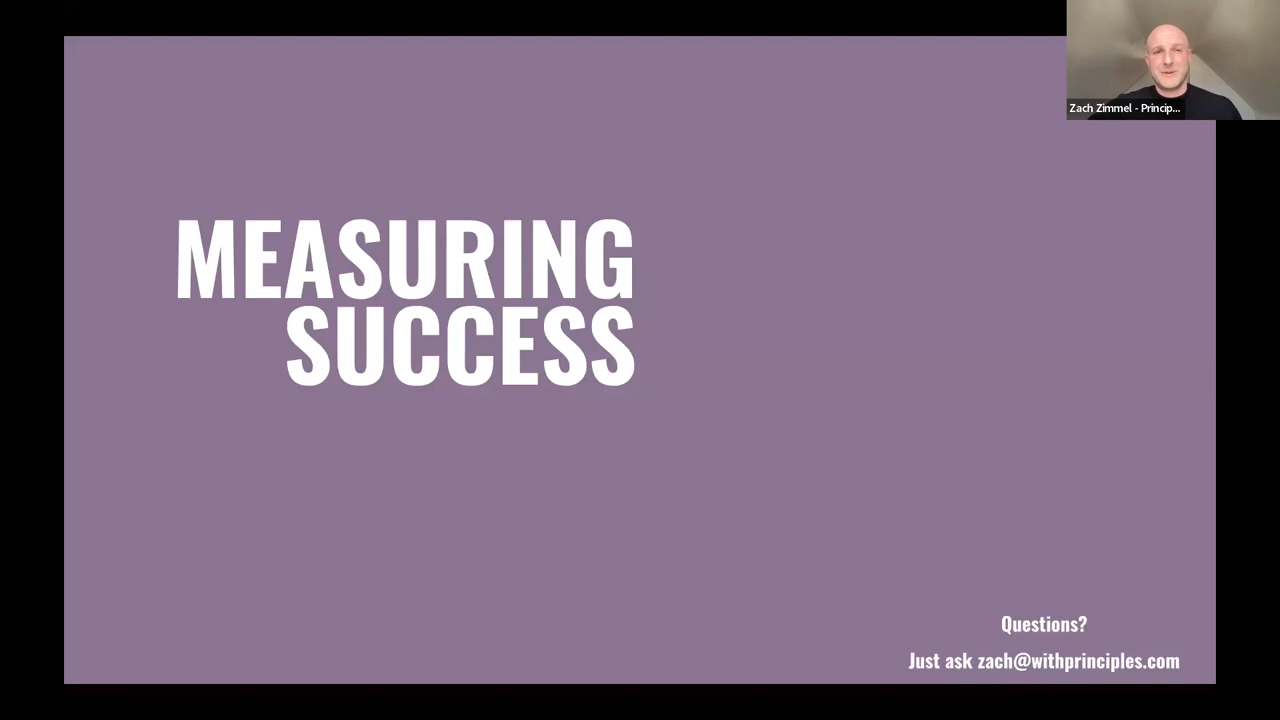 Zach Zimmel - Princip...
MEASURING
SUCCESS
Questions?
Just ask zach@withprinciples.com